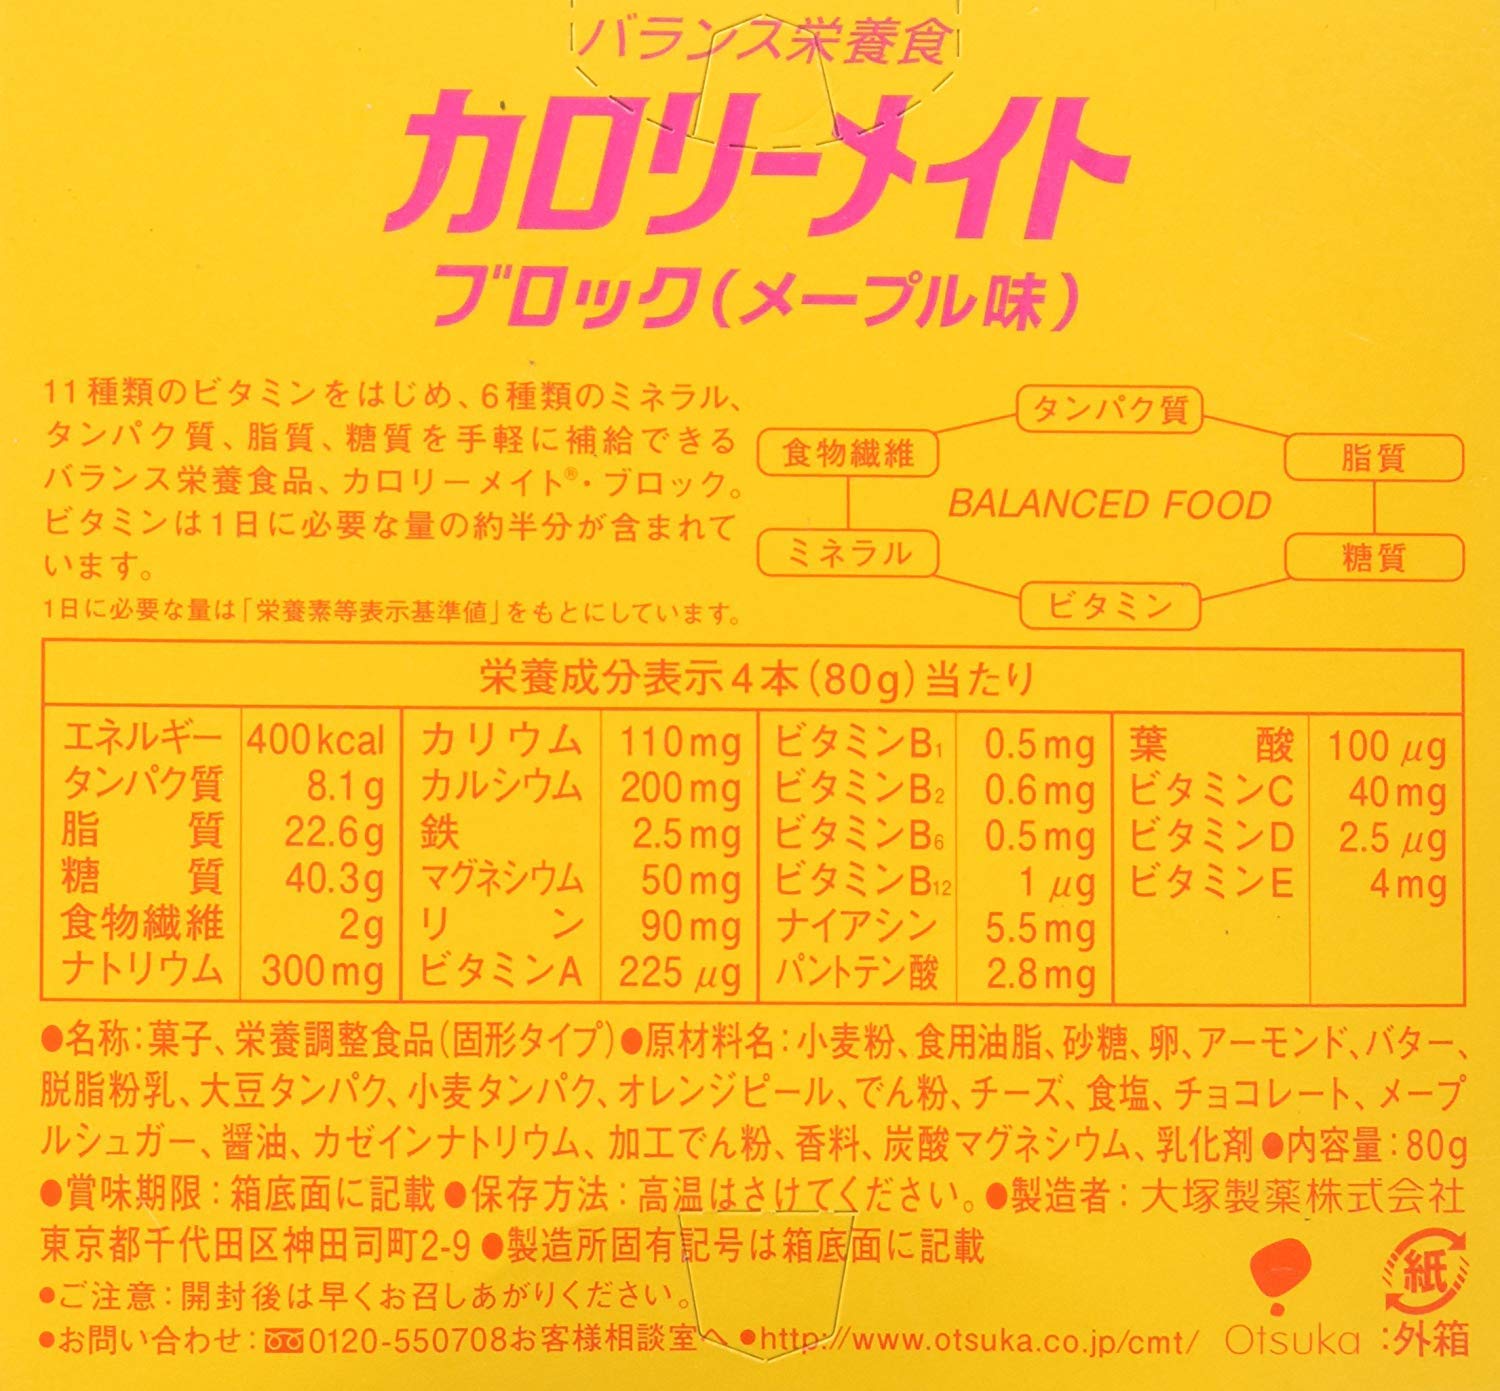 バランス栄養食
カロリーメイト
ブロック(メープル味)
11種類のビタミンをはじめ、6種類のミネラル、
タンパク質、脂質、糖質を手軽に補給できる
バランス栄養食品、カロリーメイト®・ブロック。
ビタミンは1日に必要な量の約半分が含まれて
います。
1日に必要な量は「栄養素等表示基準値」をもとにしています。
タンパク質
食物繊維
脂質
BALANCED FOOD
ミネラル
糖質
ビタミン
栄養成分表示4本(80g)当たり
エネルギー 400kcal カリウム 110mg ビタミンB1 0.5mg 葉酸 100μg
タンパク質 8.1g カルシウム 200mg ビタミンB2 0.6mg ビタミンC 40mg
脂質 22.6g 鉄 2.5mg ビタミンB6 0.5mg ビタミンD 2.5μg
糖質 40.3g マグネシウム 50mg ビタミンB12 1μg ビタミンE 4mg
食物繊維 2g リン 90mg ナイアシン 5.5mg
ナトリウム 300mg ビタミンA 225μg パントテン酸 2.8mg
●名称:菓子、栄養調整食品(固形タイプ)●原材料名:小麦粉、食用油脂、砂糖、卵、アーモンド、バター、
脱脂粉乳、大豆タンパク、小麦タンパク、オレンジピール、でん粉、チーズ、食塩、チョコレート、メープ
ルシュガー、醤油、カゼインナトリウム、加工でん粉、香料、炭酸マグネシウム、乳化剤●内容量:80g
●賞味期限:箱底面に記載●保存方法:高温はさけてください。●製造者:大塚製薬株式会社
東京都千代田区神田司町2-9●製造所固有記号は箱底面に記載
●ご注意:開封後は早くお召しあがりください。
●お問い合わせ:0120-550708お客様相談室へ ●http://www.otsuka.co.jp/cmt/
Otsuka
紙
:外箱